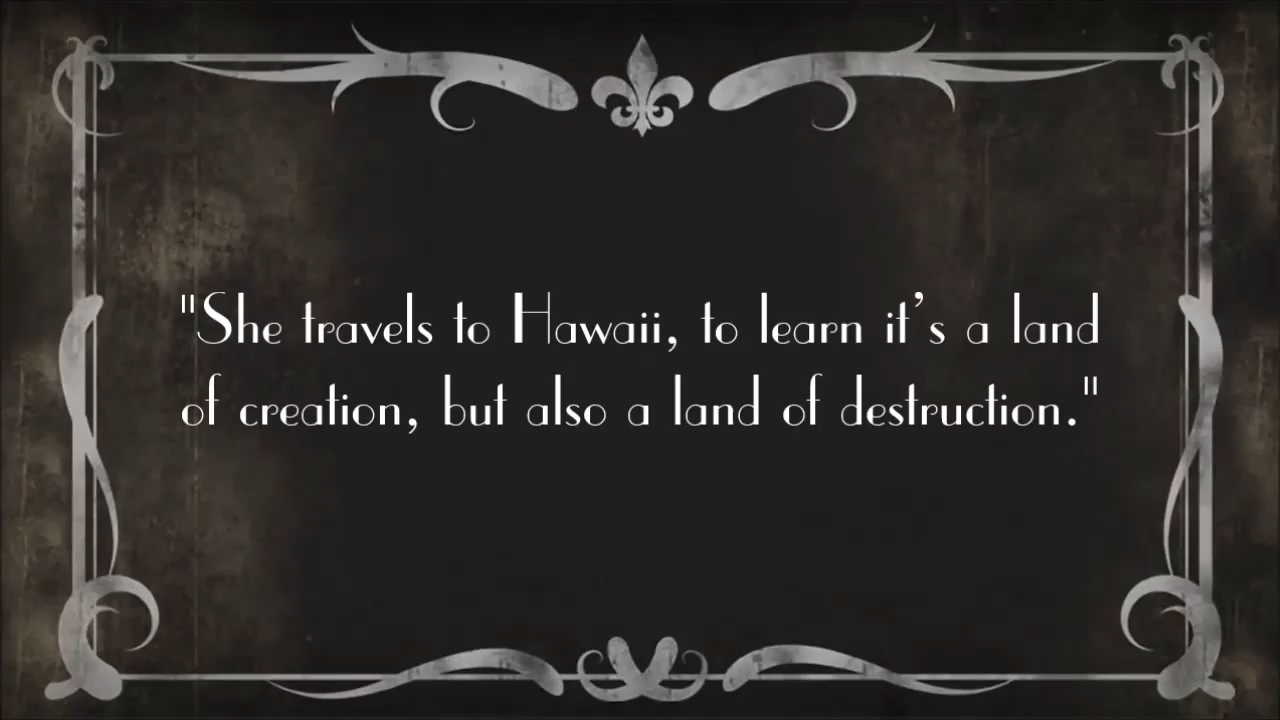 "She travels to Hawaii, to learn it’s a land
of creation, but also a land of destruction."